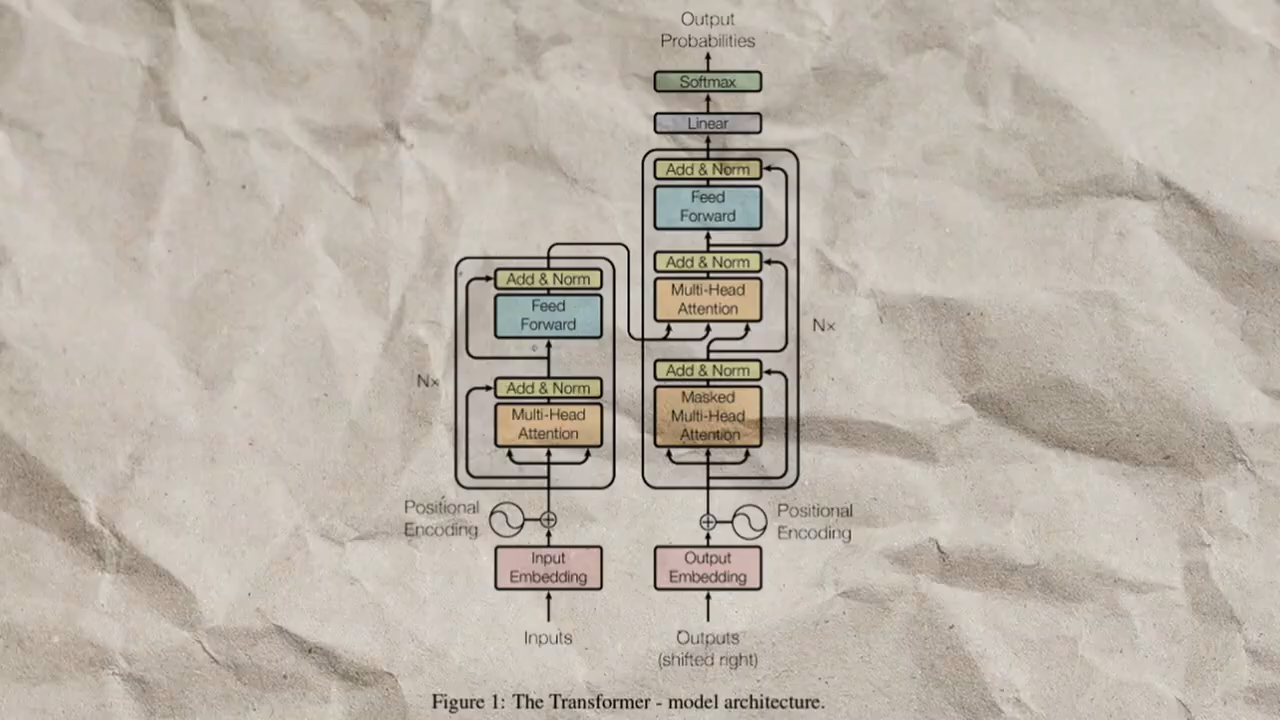 Output
Probabilities
Softmax
Linear
Add & Norm
Feed
Forward
Add & Norm
Multi-Head
Attention
Nx
Add & Norm
Masked
Multi-Head
Attention
Positional
Encoding
Output
Embedding
Outputs
(shifted right)
Add & Norm
Feed
Forward
Nx
Add & Norm
Multi-Head
Attention
Positional
Encoding
Input
Embedding
Inputs
Figure 1: The Transformer - model architecture.